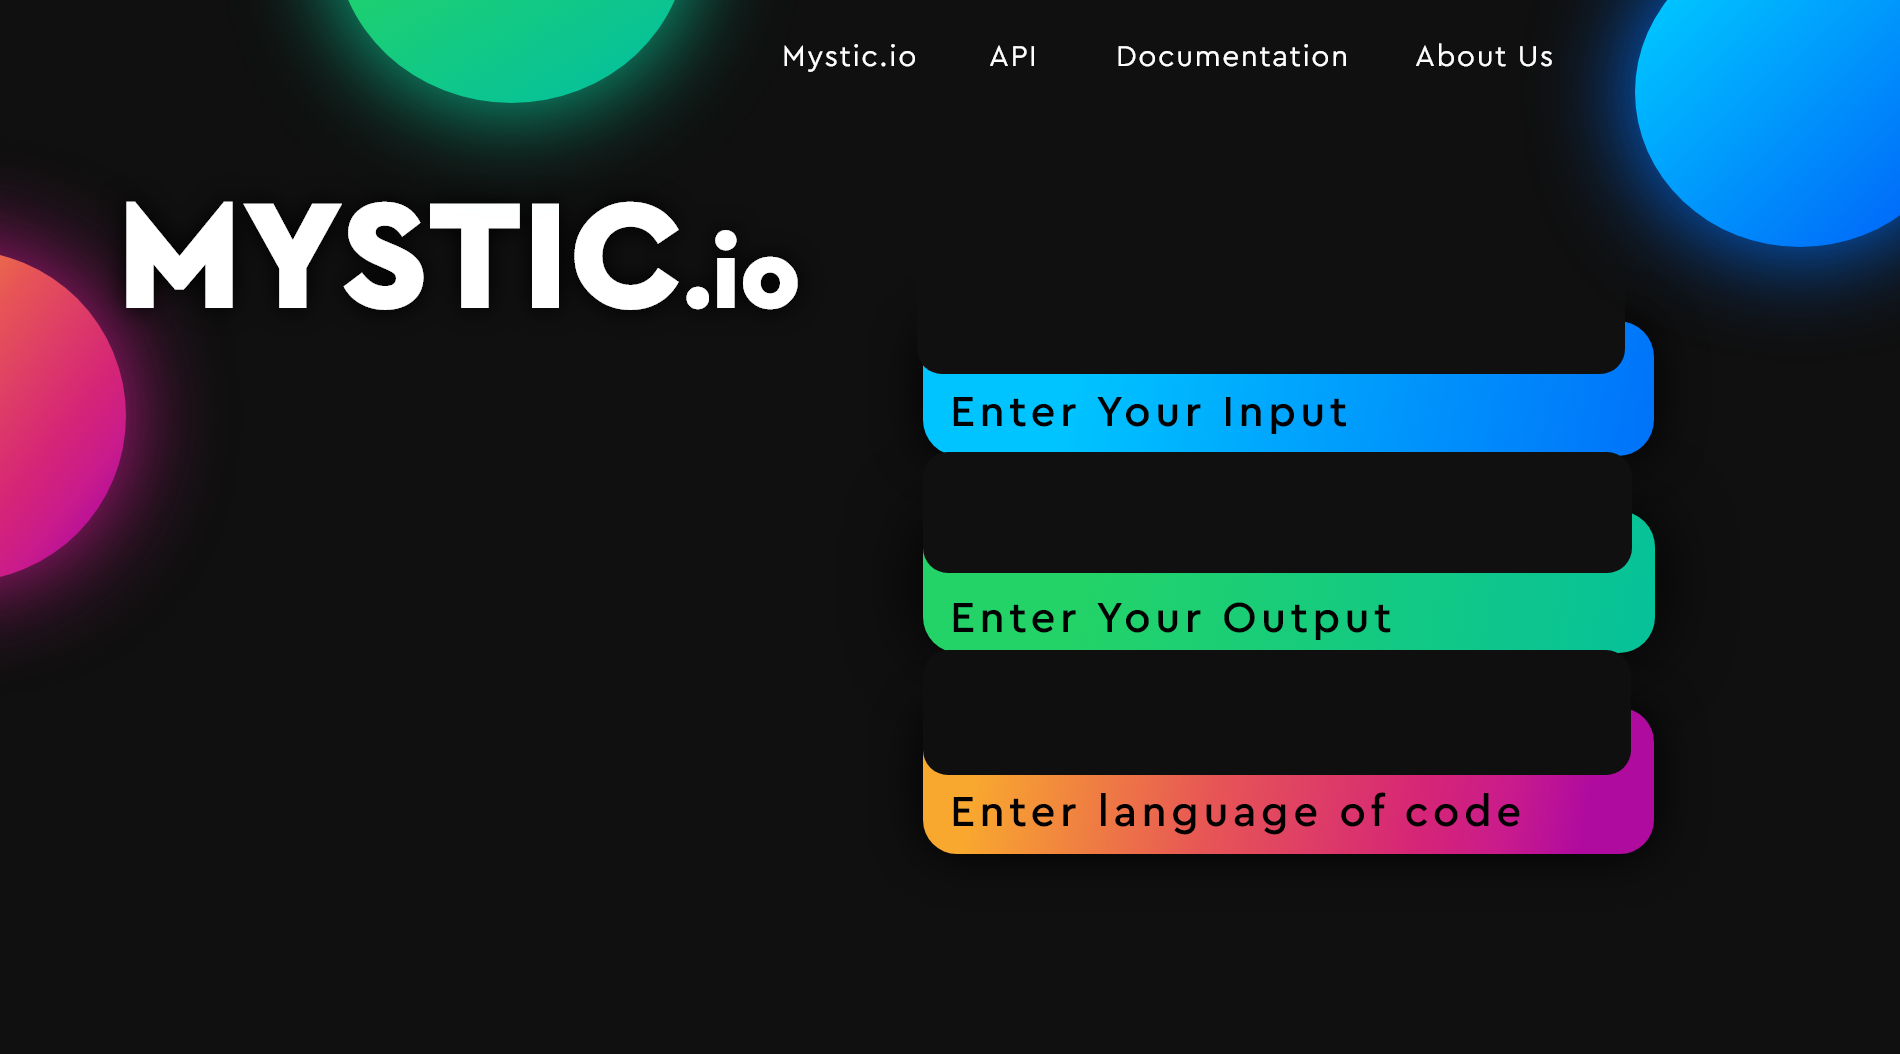 Mystic.io API Documentation About Us
MYSTIC.io
Enter Your Input
Enter Your Output
Enter language of code